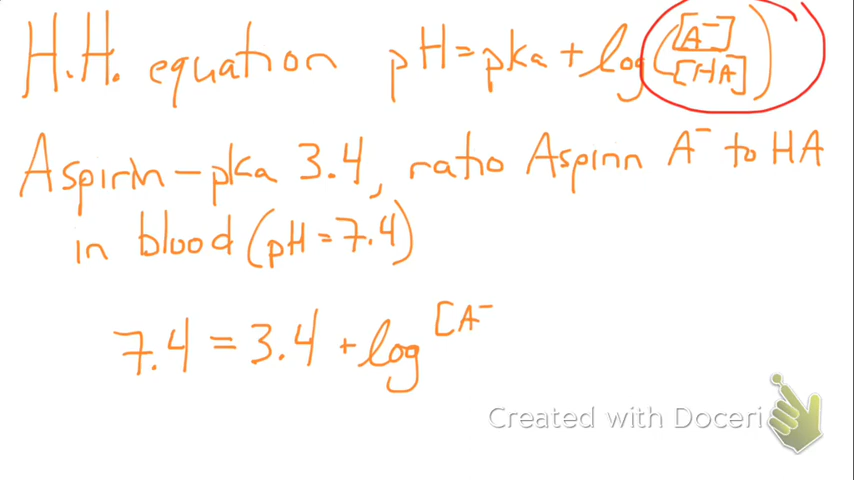 H.H. equation pH=pka+log([A⁻]/[HA])
Aspirin-pka 3.4, ratio Aspirin A⁻ to HA
in blood (pH=7.4)
7.4 = 3.4 + log [A⁻
Created with Doceri